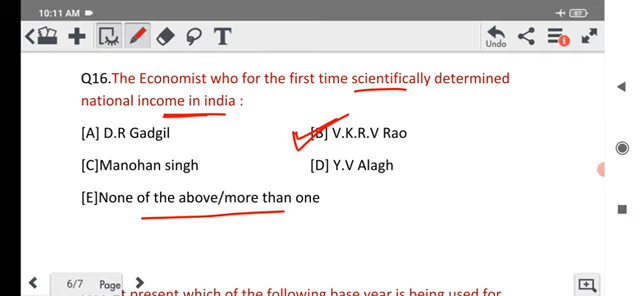 10:11 AM
87
Undo
Q16.The Economist who for the first time scientifically determined
national income in india :
[A] D.R Gadgil
[B] V.K.R.V Rao
[C]Manohan singh
[D] Y.V Alagh
[E]None of the above/more than one
6/7 Page
at present which of the following base year is being used for